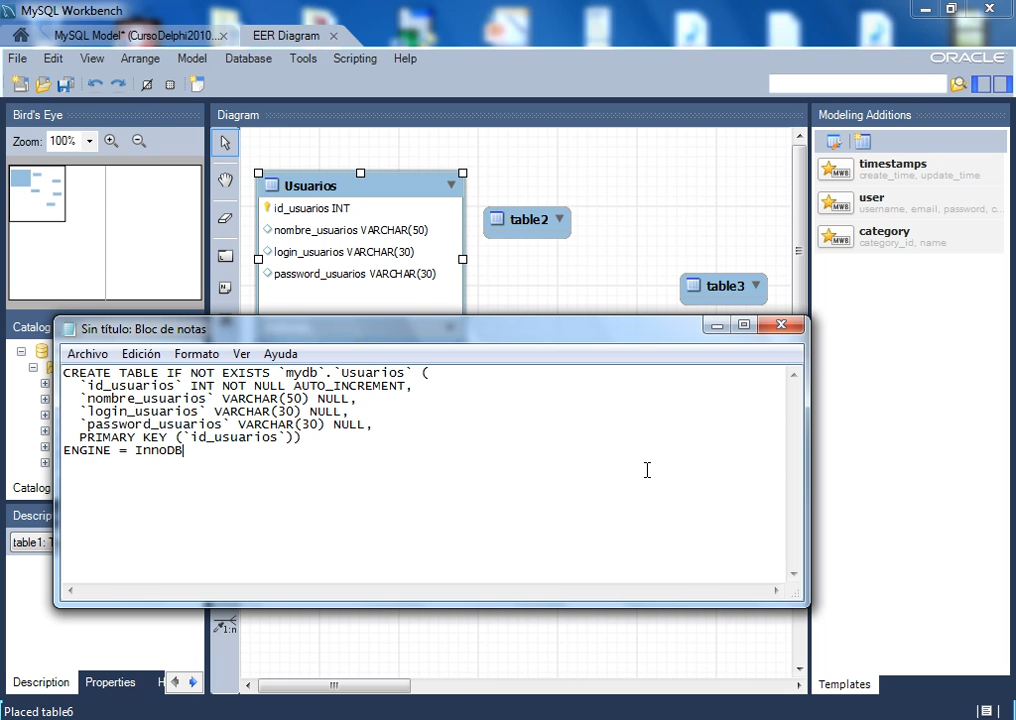 MySQL Workbench
MySQL Model* (CursoDelphi2010... ×
EER Diagram ×
File Edit View Arrange Model Database Tools Scripting Help
ORACLE
Bird's Eye
Diagram
Modeling Additions
Zoom: 100%
timestamps
create_time, update_time
user
username, email, password, c...
category
category_id, name
Usuarios
id_usuarios INT
nombre_usuarios VARCHAR(50)
login_usuarios VARCHAR(30)
password_usuarios VARCHAR(30)
table2
table3
Catalog
Sin título: Bloc de notas
Archivo Edición Formato Ver Ayuda
CREATE TABLE IF NOT EXISTS `mydb`.`Usuarios` (
`id_usuarios` INT NOT NULL AUTO_INCREMENT,
`nombre_usuarios` VARCHAR(50) NULL,
`login_usuarios` VARCHAR(30) NULL,
`password_usuarios` VARCHAR(30) NULL,
PRIMARY KEY (`id_usuarios`))
ENGINE = InnoDB
Catalog
Descrip
table1: T
1:n
Description Properties H
Templates
Placed table6